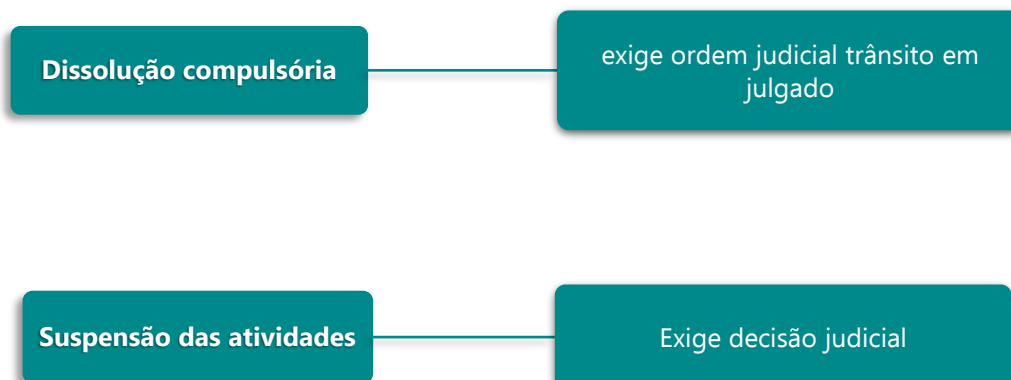 Dissolução compulsória
exige ordem judicial trânsito em
julgado
Suspensão das atividades
Exige decisão judicial